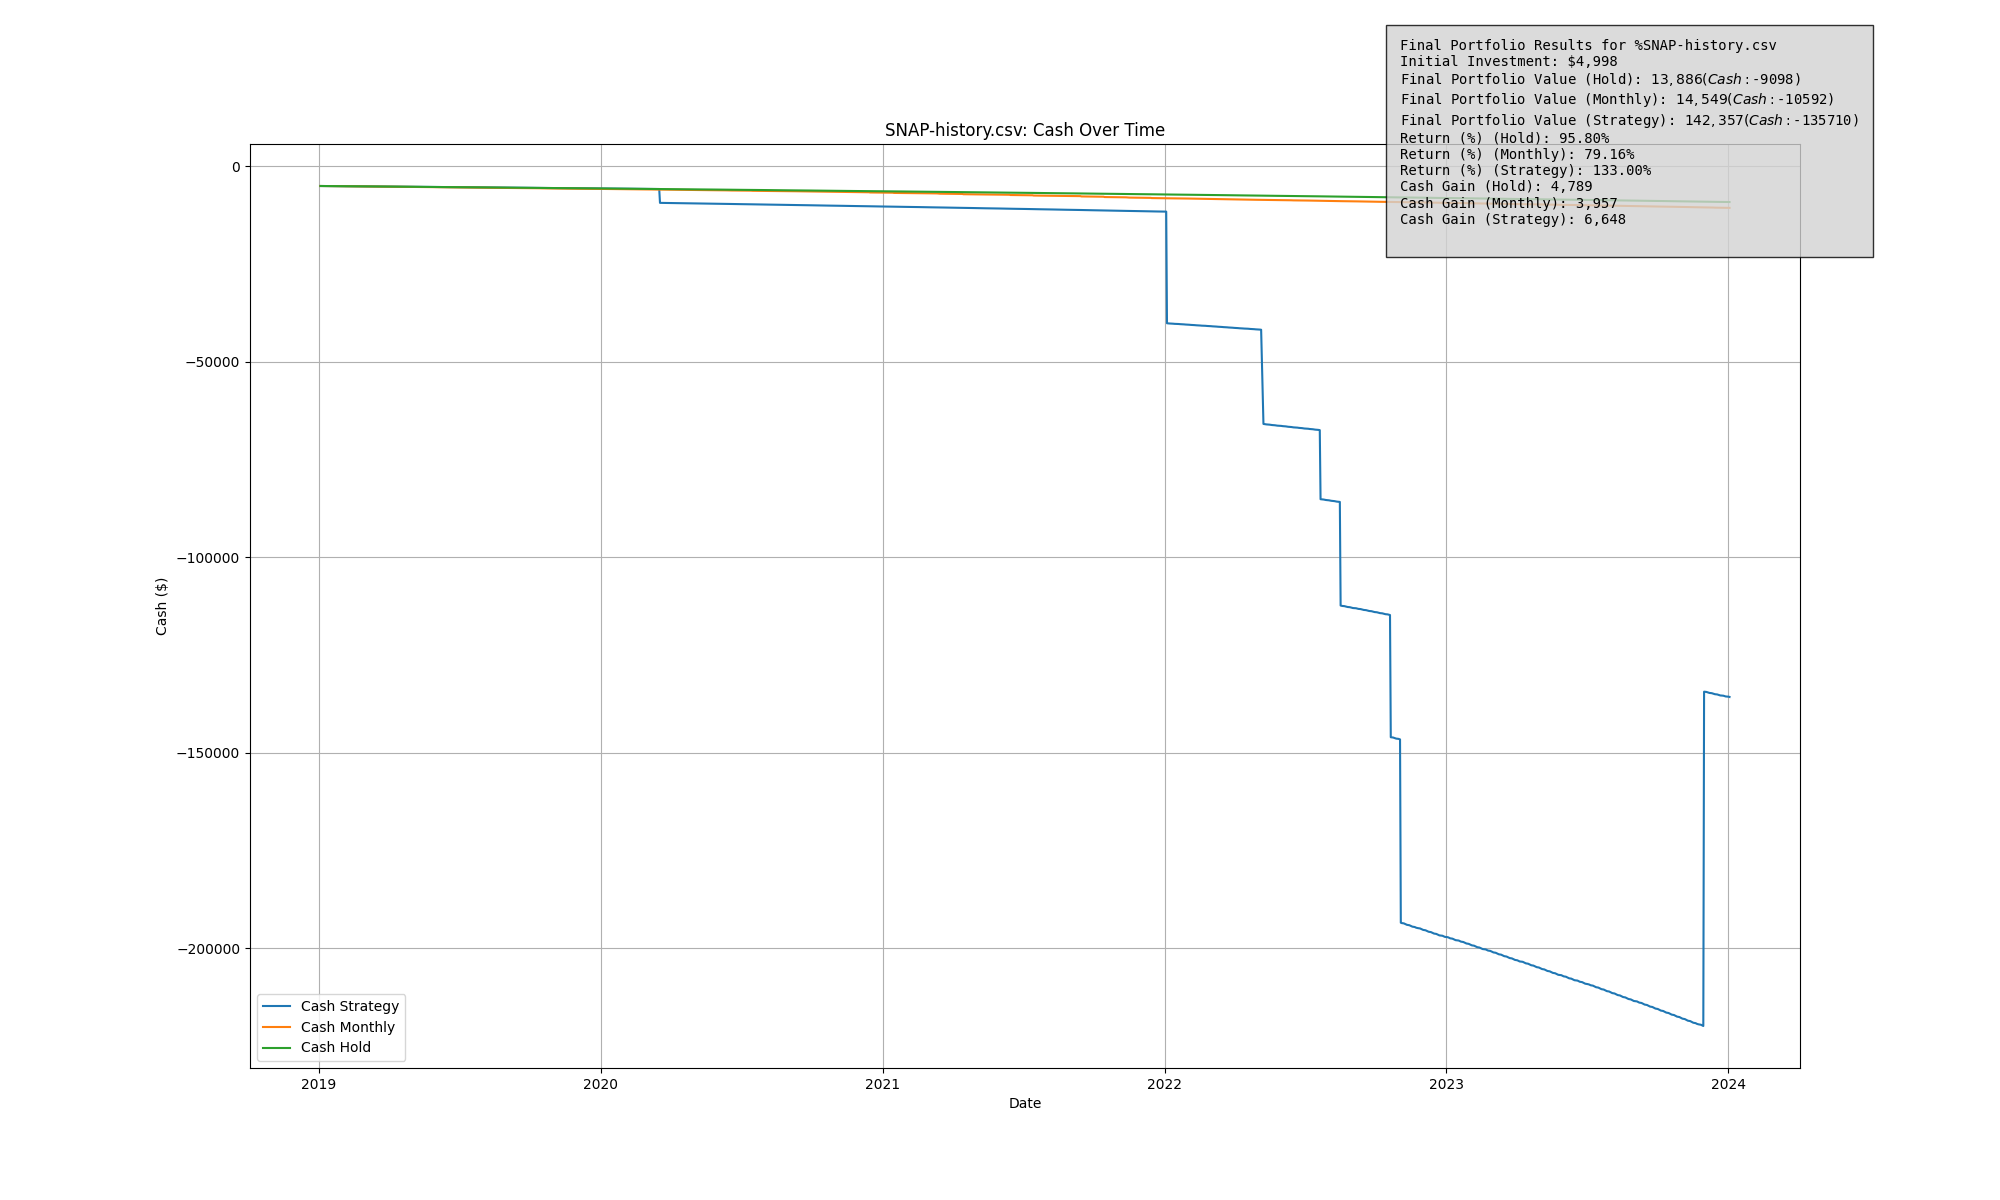 Final Portfolio Results for %SNAP-history.csv
Initial Investment: $4,998
Final Portfolio Value (Hold): 13,886(Cash:-9098)
Final Portfolio Value (Monthly): 14,549(Cash:-10592)
Final Portfolio Value (Strategy): 142,357(Cash:-135710)
Return (%) (Hold): 95.80%
Return (%) (Monthly): 79.16%
Return (%) (Strategy): 133.00%
Cash Gain (Hold): 4,789
Cash Gain (Monthly): 3,957
Cash Gain (Strategy): 6,648
SNAP-history.csv: Cash Over Time
0
−50000
−100000
−150000
−200000
Cash ($)
Cash Strategy
Cash Monthly
Cash Hold
2019 2020 2021 2022 2023 2024
Date